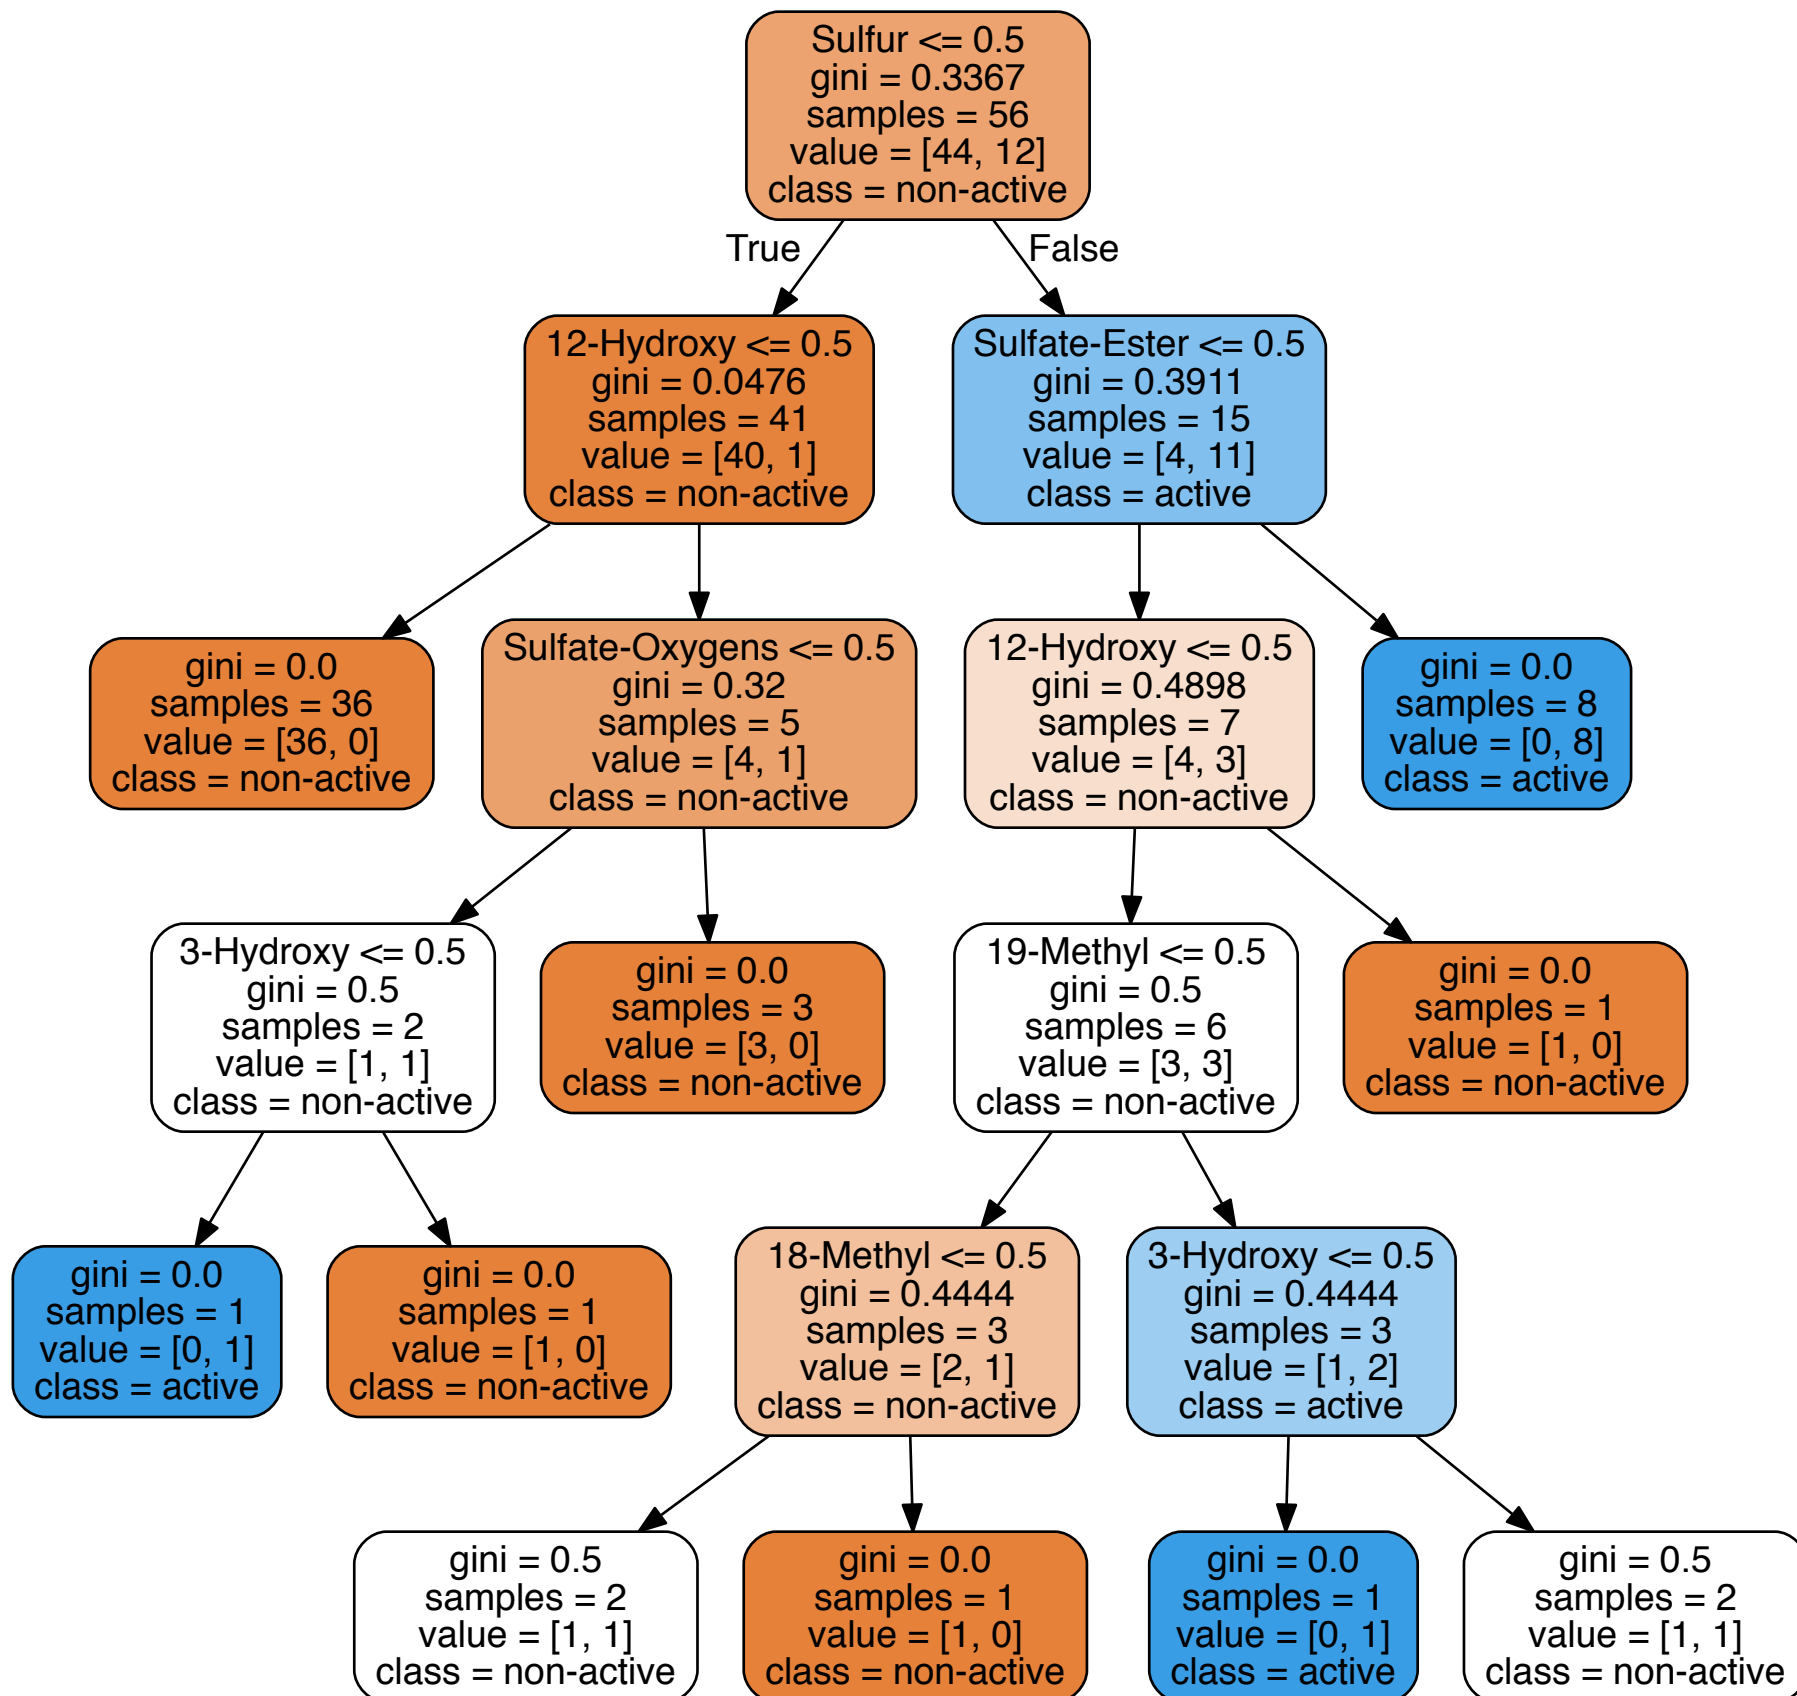 Sulfur <= 0.5
gini = 0.3367
samples = 56
value = [44, 12]
class = non-active
True
False
12-Hydroxy <= 0.5
gini = 0.0476
samples = 41
value = [40, 1]
class = non-active
Sulfate-Ester <= 0.5
gini = 0.3911
samples = 15
value = [4, 11]
class = active
gini = 0.0
samples = 36
value = [36, 0]
class = non-active
Sulfate-Oxygens <= 0.5
gini = 0.32
samples = 5
value = [4, 1]
class = non-active
12-Hydroxy <= 0.5
gini = 0.4898
samples = 7
value = [4, 3]
class = non-active
gini = 0.0
samples = 8
value = [0, 8]
class = active
3-Hydroxy <= 0.5
gini = 0.5
samples = 2
value = [1, 1]
class = non-active
gini = 0.0
samples = 3
value = [3, 0]
class = non-active
19-Methyl <= 0.5
gini = 0.5
samples = 6
value = [3, 3]
class = non-active
gini = 0.0
samples = 1
value = [1, 0]
class = non-active
gini = 0.0
samples = 1
value = [0, 1]
class = active
gini = 0.0
samples = 1
value = [1, 0]
class = non-active
18-Methyl <= 0.5
gini = 0.4444
samples = 3
value = [2, 1]
class = non-active
3-Hydroxy <= 0.5
gini = 0.4444
samples = 3
value = [1, 2]
class = active
gini = 0.5
samples = 2
value = [1, 1]
class = non-active
gini = 0.0
samples = 1
value = [1, 0]
class = non-active
gini = 0.0
samples = 1
value = [0, 1]
class = active
gini = 0.5
samples = 2
value = [1, 1]
class = non-active